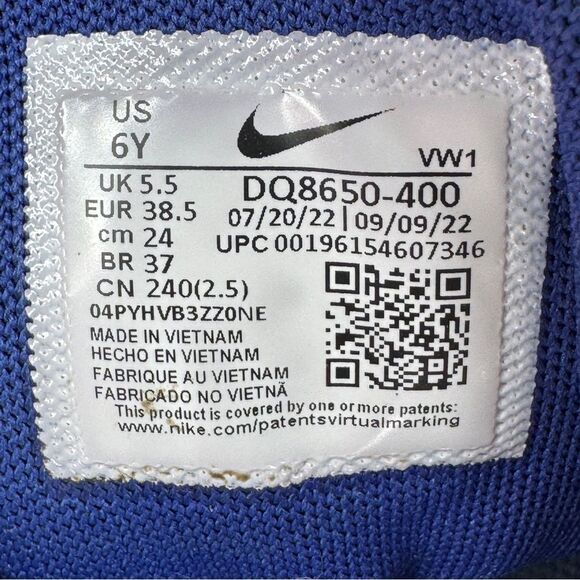 US
6Y
VW1
UK 5.5
DQ8650-400
EUR 38.5
07/20/22 | 09/09/22
cm 24
UPC 00196154607346
BR 37
CN 240(2.5)
04PYHVB3ZZ0NE
MADE IN VIETNAM
HECHO EN VIETNAM
FABRIQUE AU VIETNAM
FABRICADO NO VIETNÃ
This product is covered by one or more patents:
www.nike.com/patentsvirtualmarking